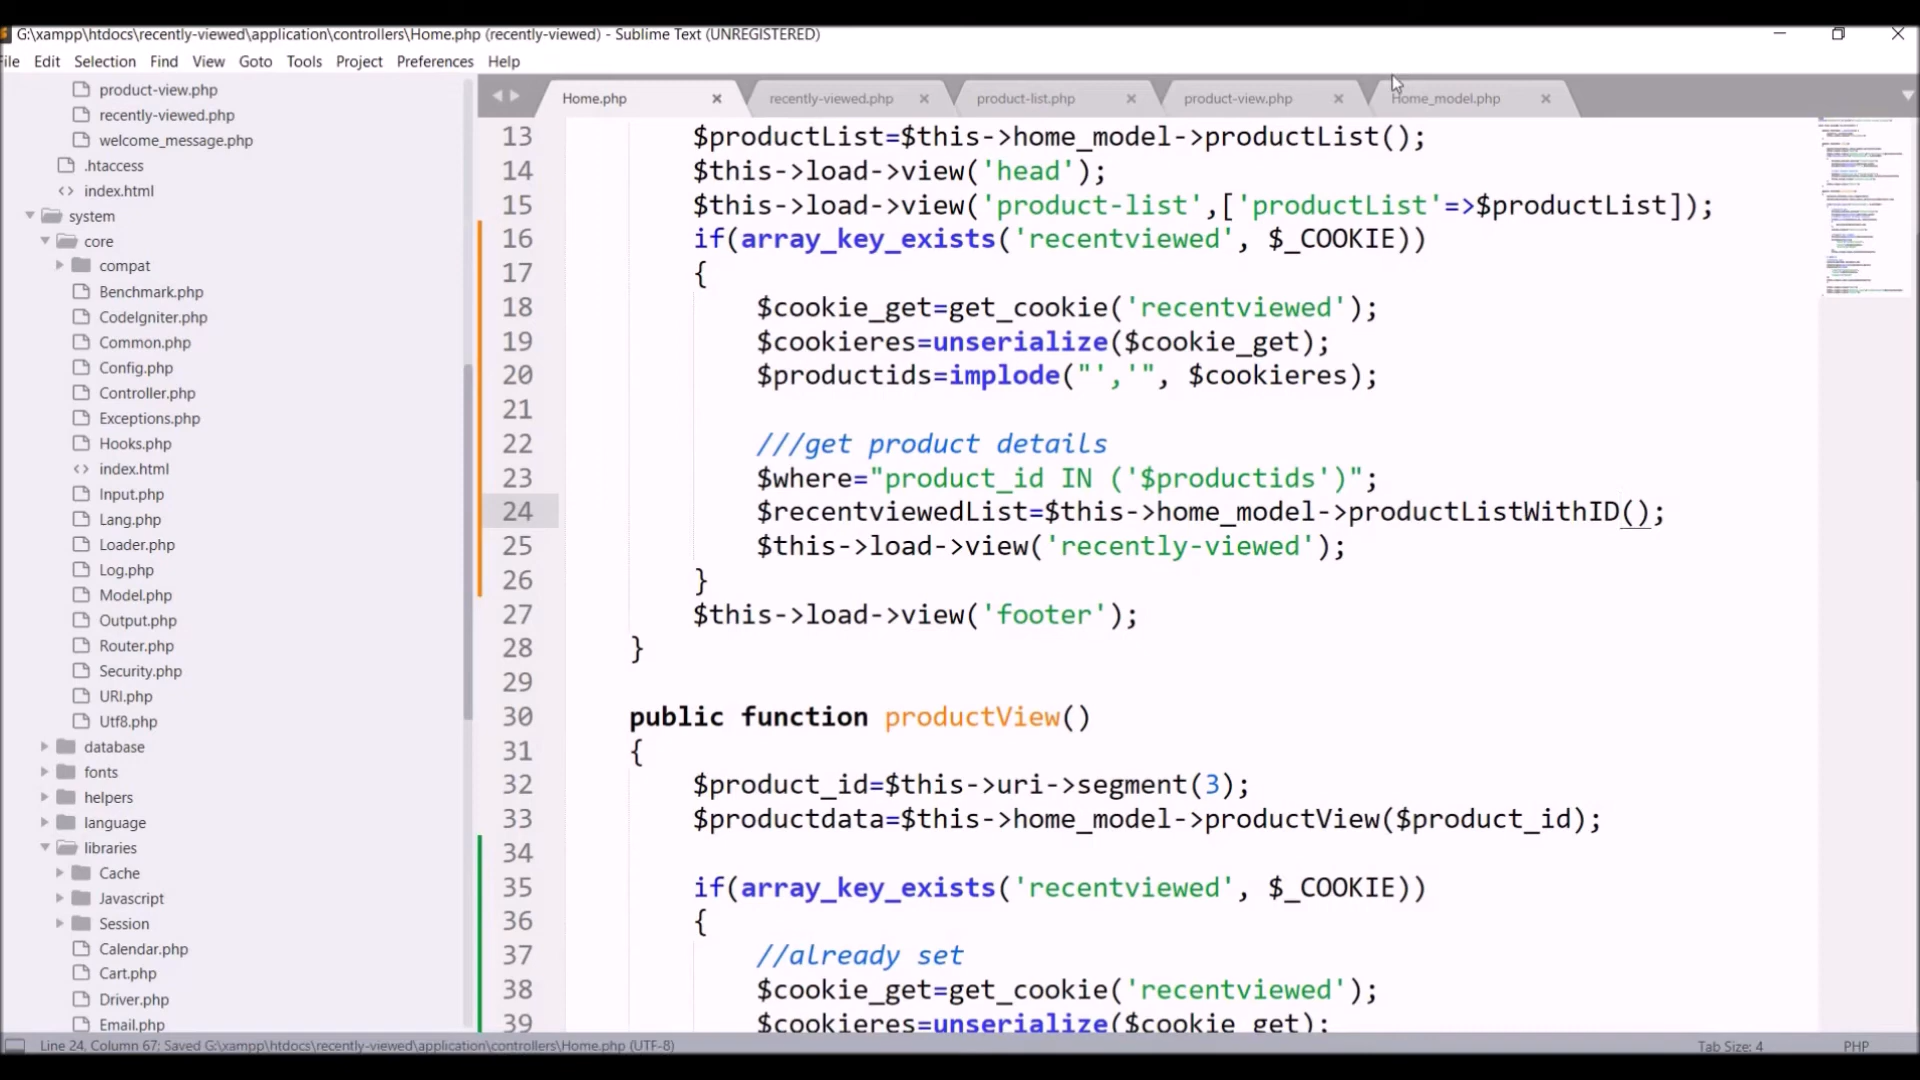 G:\xampp\htdocs\recently-viewed\application\controllers\Home.php (recently-viewed) - Sublime Text (UNREGISTERED)
File Edit Selection Find View Goto Tools Project Preferences Help
product-view.php
recently-viewed.php
welcome_message.php
.htaccess
index.html
system
core
compat
Benchmark.php
CodeIgniter.php
Common.php
Config.php
Controller.php
Exceptions.php
Hooks.php
index.html
Input.php
Lang.php
Loader.php
Log.php
Model.php
Output.php
Router.php
Security.php
URI.php
Utf8.php
database
fonts
helpers
language
libraries
Cache
Javascript
Session
Calendar.php
Cart.php
Driver.php
Email.php
Home.php recently-viewed.php product-list.php product-view.php Home_model.php
13 $productList=$this->home_model->productList();
14 $this->load->view('head');
15 $this->load->view('product-list',['productList'=>$productList]);
16 if(array_key_exists('recentviewed', $_COOKIE))
17 {
18 $cookie_get=get_cookie('recentviewed');
19 $cookieres=unserialize($cookie_get);
20 $productids=implode("','", $cookieres);
21
22 ///get product details
23 $where="product_id IN ('$productids')";
24 $recentviewedList=$this->home_model->productListWithID();
25 $this->load->view('recently-viewed');
26 }
27 $this->load->view('footer');
28 }
29
30 public function productView()
31 {
32 $product_id=$this->uri->segment(3);
33 $productdata=$this->home_model->productView($product_id);
34
35 if(array_key_exists('recentviewed', $_COOKIE))
36 {
37 //already set
38 $cookie_get=get_cookie('recentviewed');
39 $cookieres=unserialize($cookie_get);
Line 24, Column 67; Saved G:\xampp\htdocs\recently-viewed\application\controllers\Home.php (UTF-8)
Tab Size: 4 PHP